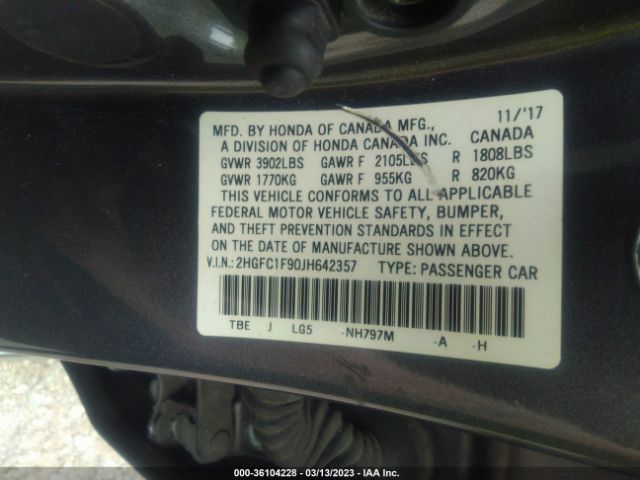 11/'17
MFD. BY HONDA OF CANADA MFG.,
A DIVISION OF HONDA CANADA INC. CANADA
GVWR 3902LBS GAWR F 2105LBS R 1808LBS
GVWR 1770KG GAWR F 955KG R 820KG
THIS VEHICLE CONFORMS TO ALL APPLICABLE
FEDERAL MOTOR VEHICLE SAFETY, BUMPER,
AND THEFT PREVENTION STANDARDS IN EFFECT
ON THE DATE OF MANUFACTURE SHOWN ABOVE.
V.I.N.:2HGFC1F90JH642357 TYPE: PASSENGER CAR
TBE J LG5 -NH797M -A -H
000-36104228 - 03/13/2023 - IAA Inc.